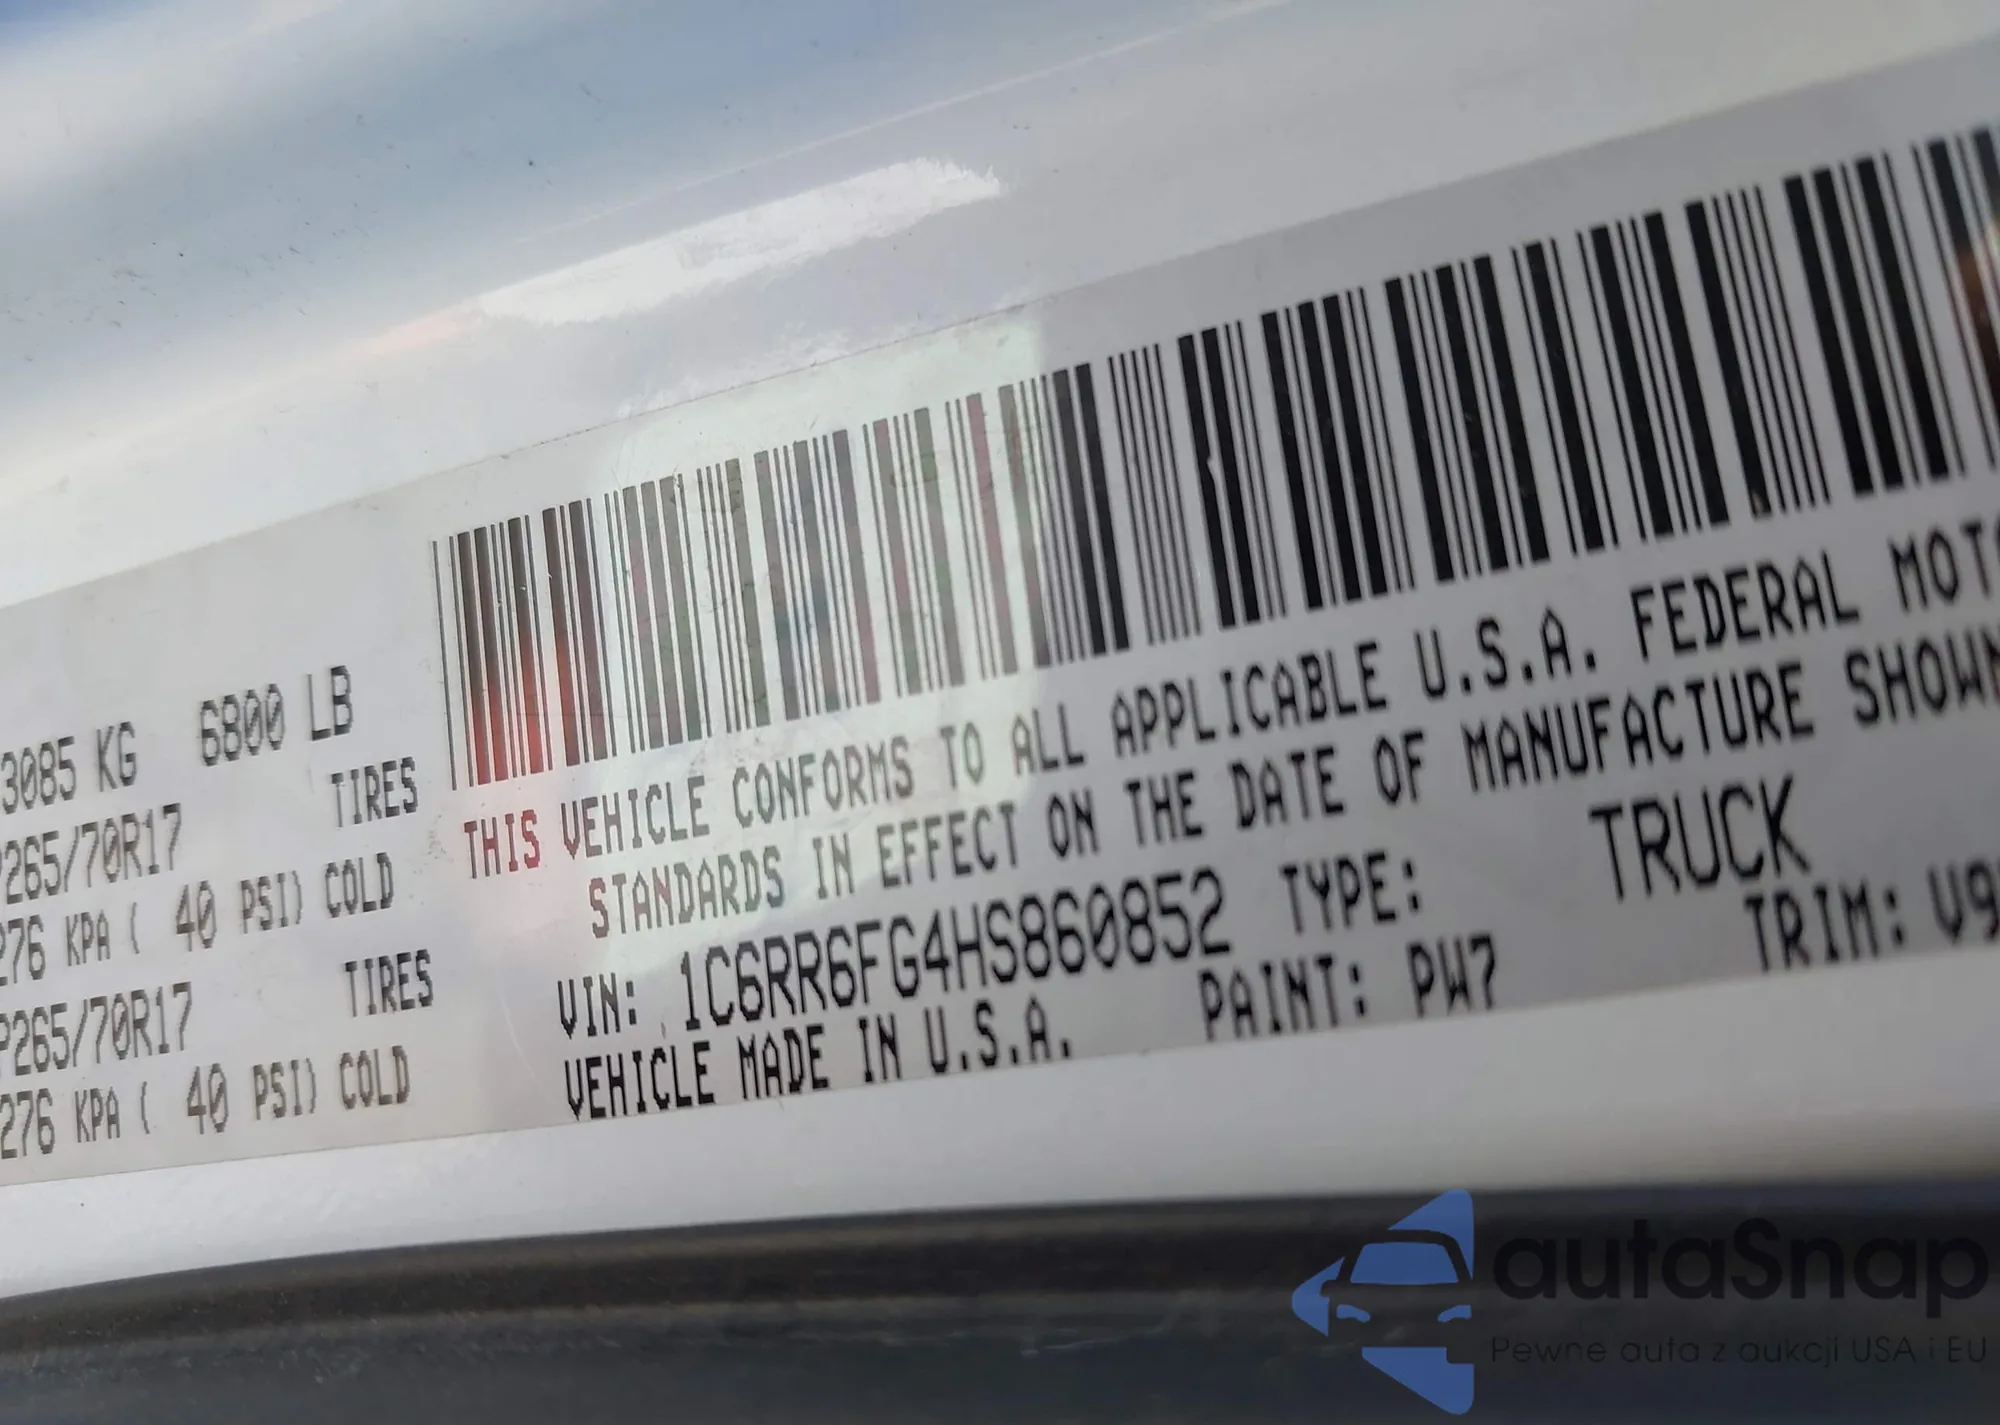 3085 KG 6800 LB
TIRES
P265/70R17
276 KPA ( 40 PSI) COLD
TIRES
P265/70R17
276 KPA ( 40 PSI) COLD
THIS VEHICLE CONFORMS TO ALL APPLICABLE U.S.A. FEDERAL
STANDARDS IN EFFECT ON THE DATE OF MANUFACTURE SHOWN
VIN: 1C6RR6FG4HS860852 TYPE: TRUCK
VEHICLE MADE IN U.S.A. PAINT: PW7 TRIM:
autaSnap
Pewne auta z aukcji USA i EU